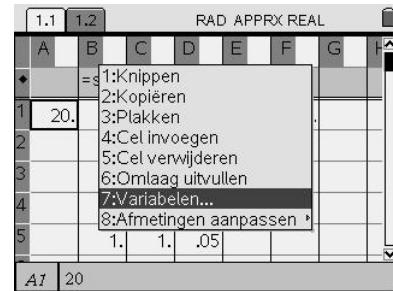 1.1 1.2 RAD APPRX REAL
A B C D E F G H
=s
1 20.
2
3
4
5 1. 1. .05
1:Knippen
2:Kopiëren
3:Plakken
4:Cel invoegen
5:Cel verwijderen
6:Omlaag uitvullen
7:Variabelen...
8:Afmetingen aanpassen
A1 20